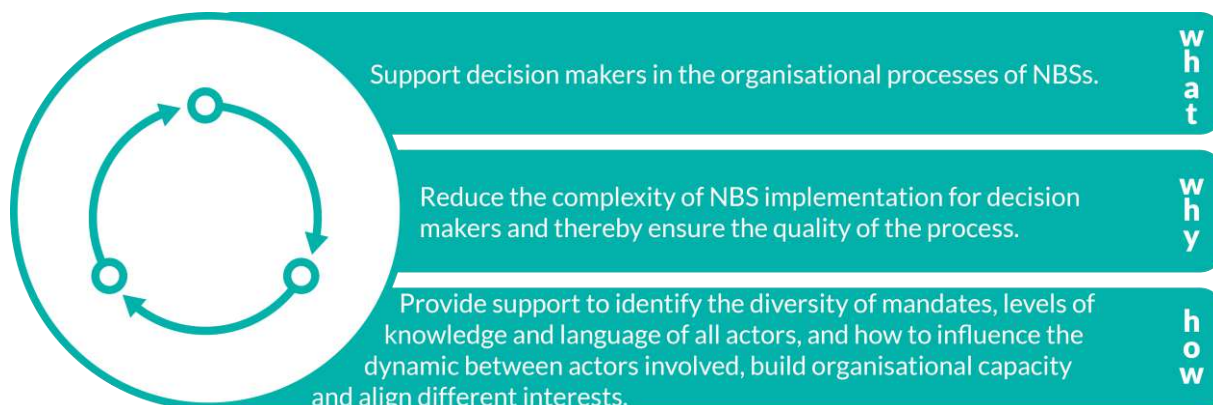 Support decision makers in the organisational processes of NBSs.
what
Reduce the complexity of NBS implementation for decision
makers and thereby ensure the quality of the process.
why
Provide support to identify the diversity of mandates, levels of
knowledge and language of all actors, and how to influence the
dynamic between actors involved, build organisational capacity
and align different interests.
how